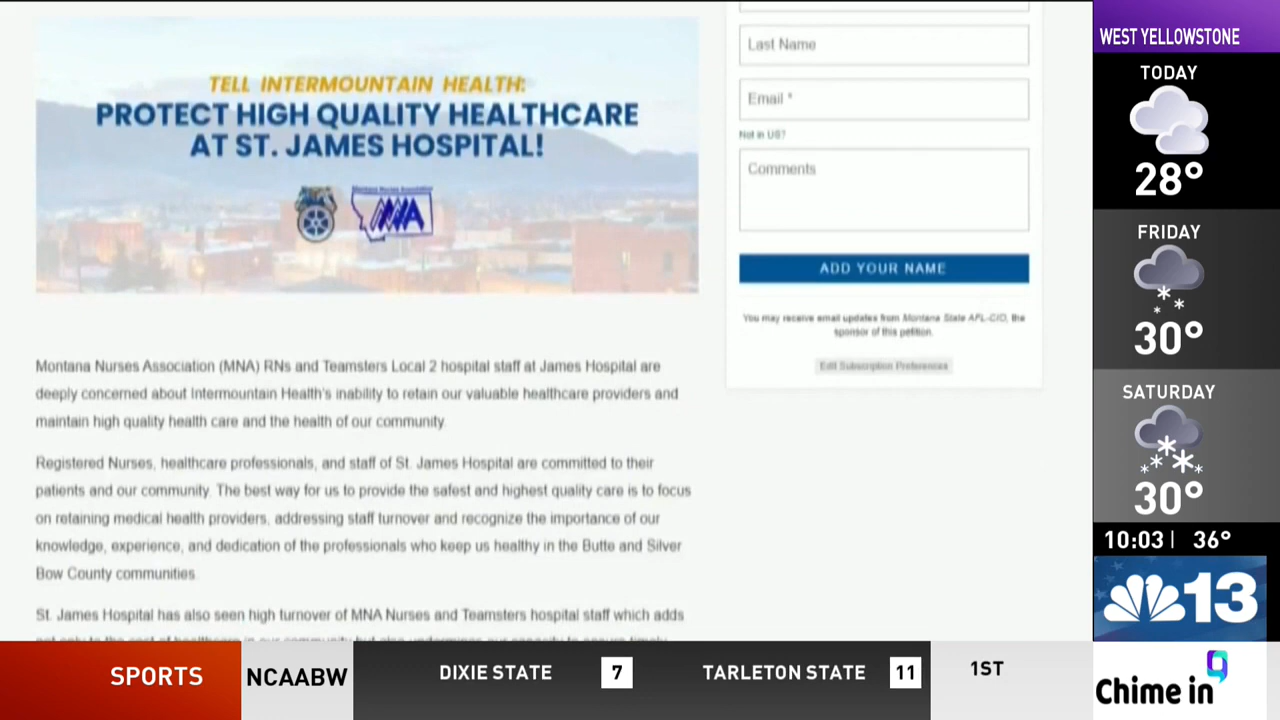 TELL INTERMOUNTAIN HEALTH:
PROTECT HIGH QUALITY HEALTHCARE
AT ST. JAMES HOSPITAL!
Montana Nurses Association
MNA
Montana Nurses Association (MNA) RNs and Teamsters Local 2 hospital staff at James Hospital are
deeply concerned about Intermountain Health's inability to retain our valuable healthcare providers and
maintain high quality health care and the health of our community.
Registered Nurses, healthcare professionals, and staff of St. James Hospital are committed to their
patients and our community. The best way for us to provide the safest and highest quality care is to focus
on retaining medical health providers, addressing staff turnover and recognize the importance of our
knowledge, experience, and dedication of the professionals who keep us healthy in the Butte and Silver
Bow County communities.
St. James Hospital has also seen high turnover of MNA Nurses and Teamsters hospital staff which adds
Last Name
Email *
Not in US?
Comments
ADD YOUR NAME
You may receive email updates from Montana State AFL-CIO, the
sponsor of this petition.
Edit Subscription Preferences
WEST YELLOWSTONE
TODAY
28°
FRIDAY
30°
SATURDAY
30°
10:03 | 36°
13
SPORTS
NCAABW
DIXIE STATE 7 TARLETON STATE 11 1ST
Chime in